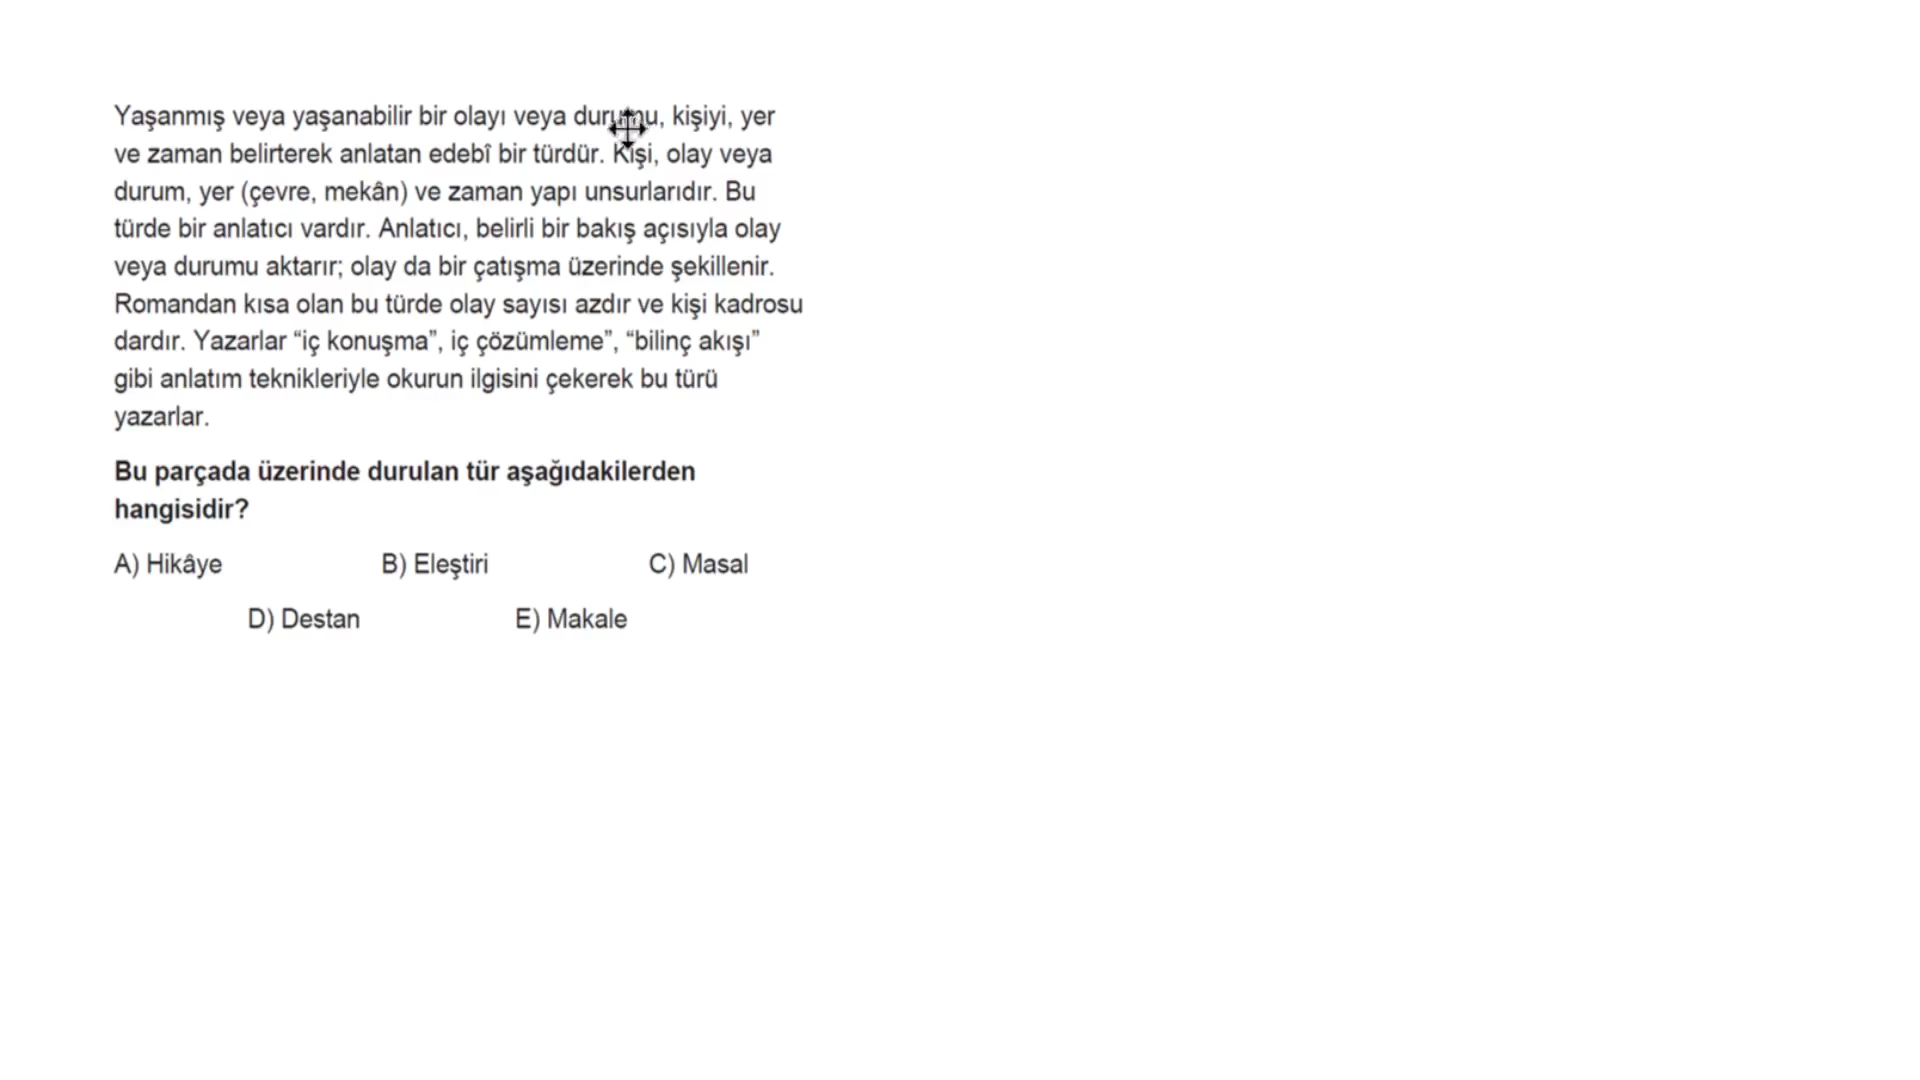 Yaşanmış veya yaşanabilir bir olayı veya durumu, kişiyi, yer
ve zaman belirterek anlatan edebî bir türdür. Kişi, olay veya
durum, yer (çevre, mekân) ve zaman yapı unsurlarıdır. Bu
türde bir anlatıcı vardır. Anlatıcı, belirli bir bakış açısıyla olay
veya durumu aktarır; olay da bir çatışma üzerinde şekillenir.
Romandan kısa olan bu türde olay sayısı azdır ve kişi kadrosu
dardır. Yazarlar “iç konuşma”, iç çözümleme”, “bilinç akışı”
gibi anlatım teknikleriyle okurun ilgisini çekerek bu türü
yazarlar.
Bu parçada üzerinde durulan tür aşağıdakilerden
hangisidir?
A) Hikâye B) Eleştiri C) Masal
D) Destan E) Makale